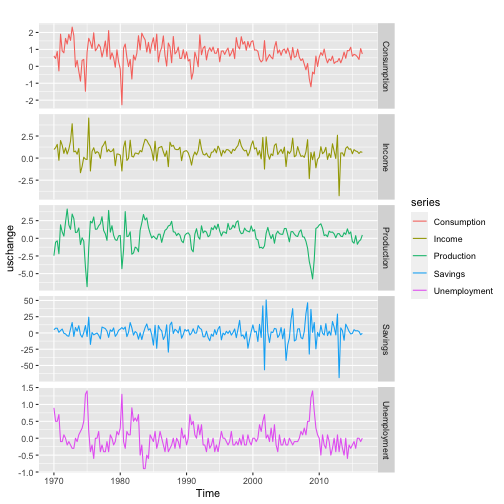 2
1
0
-1
-2
Consumption
2.5
0.0
-2.5
Income
2.5
0.0
-2.5
-5.0
Production
50
25
0
-25
-50
Savings
1.5
1.0
0.5
0.0
-0.5
-1.0
Unemployment
1970 1980 1990 2000 2010
Time
uschange
series
Consumption
Income
Production
Savings
Unemployment